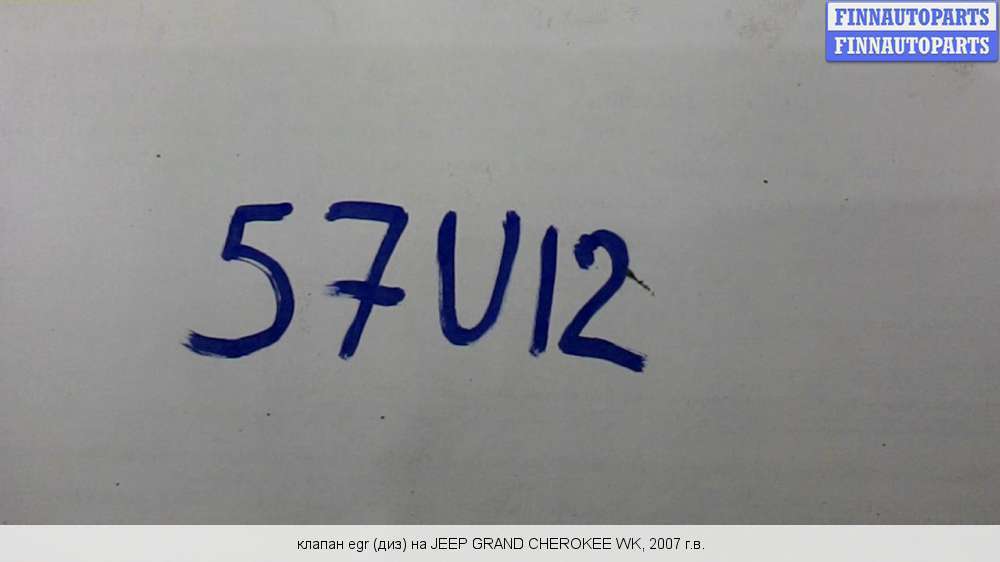 FINNAUTOPARTS
FINNAUTOPARTS
57U12
клапан egr (диз) на JEEP GRAND CHEROKEE WK, 2007 г.в.